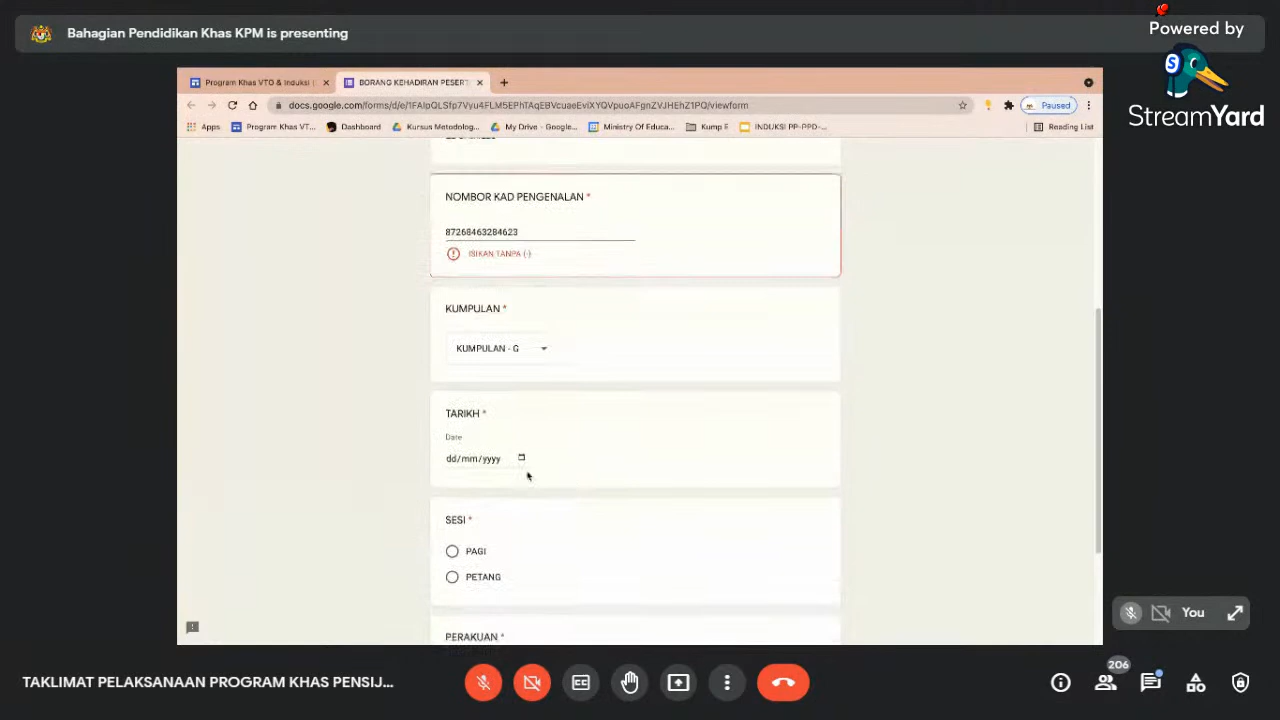 Bahagian Pendidikan Khas KPM is presenting
Powered by
StreamYard
Program Khas VTO & Induksi
BORANG KEHADIRAN PESERT
docs.google.com/forms/d/e/1FAIpQLSfp7Vyu4FLM5EPhTAqEBVcuaeEviXYQVpuoAFgnZVJHEhZ1PQ/viewform
Paused
Apps
Program Khas VT...
Dashboard
Kursus Metodolog...
My Drive - Google...
Ministry Of Educa...
Kump E
INDUKSI PP-PPD-...
Reading List
NOMBOR KAD PENGENALAN *
87268463284623
ISIKAN TANPA (-)
KUMPULAN *
KUMPULAN - G
TARIKH *
Date
dd/mm/yyyy
SESI *
PAGI
PETANG
PERAKUAN *
You
TAKLIMAT PELAKSANAAN PROGRAM KHAS PENSIJ...
206